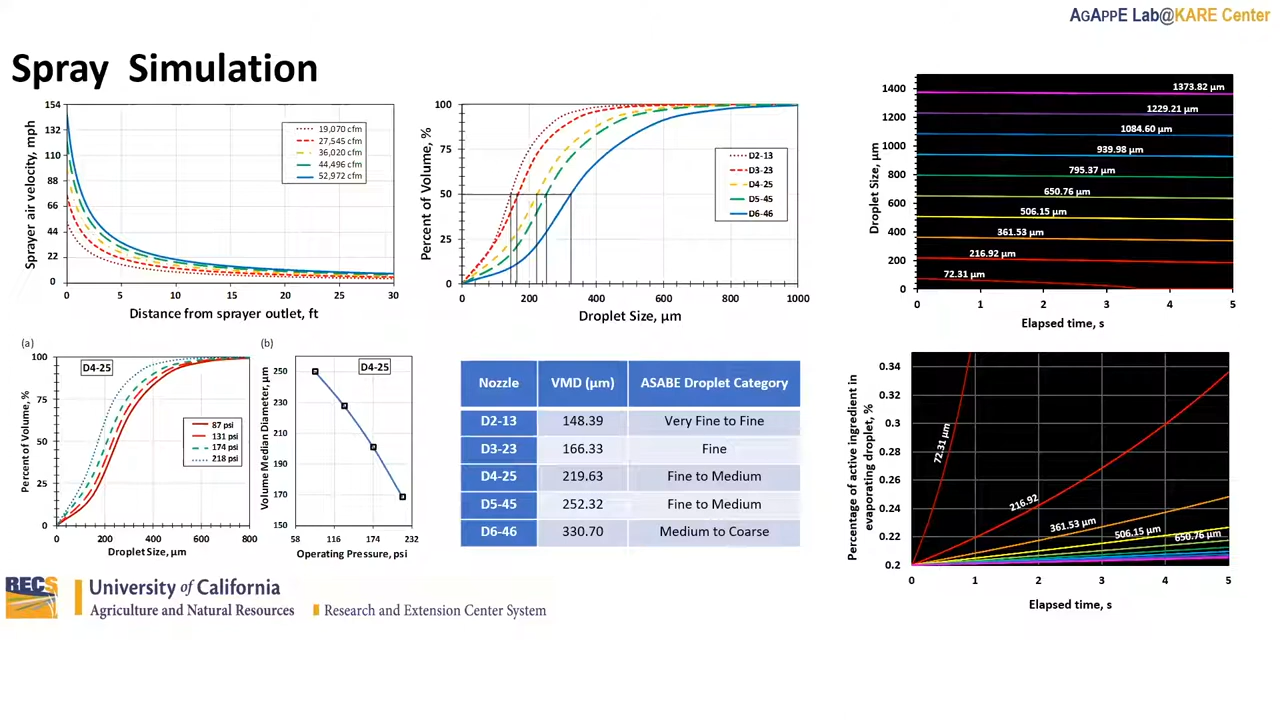 AGAPPE Lab@KARE Center
Spray Simulation
154
132
110
88
66
44
22
0
Sprayer air velocity, mph
19,070 cfm
27,545 cfm
36,020 cfm
44,496 cfm
52,972 cfm
0 5 10 15 20 25 30
Distance from sprayer outlet, ft
100
75
50
25
0
Percent of Volume, %
D2-13
D3-23
D4-25
D5-45
D6-46
0 200 400 600 800 1000
Droplet Size, µm
1400
1200
1000
800
600
400
200
0
Droplet Size, µm
1373.82 µm
1229.21 µm
1084.60 µm
939.98 µm
795.37 µm
650.76 µm
506.15 µm
361.53 µm
216.92 µm
72.31 µm
0 1 2 3 4 5
Elapsed time, s
(a)
D4-25
100
75
50
25
0
Percent of Volume, %
87 psi
131 psi
174 psi
218 psi
0 200 400 600 800
Droplet Size, µm
(b)
D4-25
250
230
210
190
170
150
Volume Median Diameter, µm
58 116 174 232
Operating Pressure, psi
Nozzle VMD (µm) ASABE Droplet Category
D2-13 148.39 Very Fine to Fine
D3-23 166.33 Fine
D4-25 219.63 Fine to Medium
D5-45 252.32 Fine to Medium
D6-46 330.70 Medium to Coarse
0.34
0.32
0.3
0.28
0.26
0.24
0.22
0.2
Percentage of active ingredient in
evaporating droplet, %
72.31 µm
216.92
361.53 µm
506.15 µm
650.76 µm
0 1 2 3 4 5
Elapsed time, s
RECS
University of California
Agriculture and Natural Resources
Research and Extension Center System